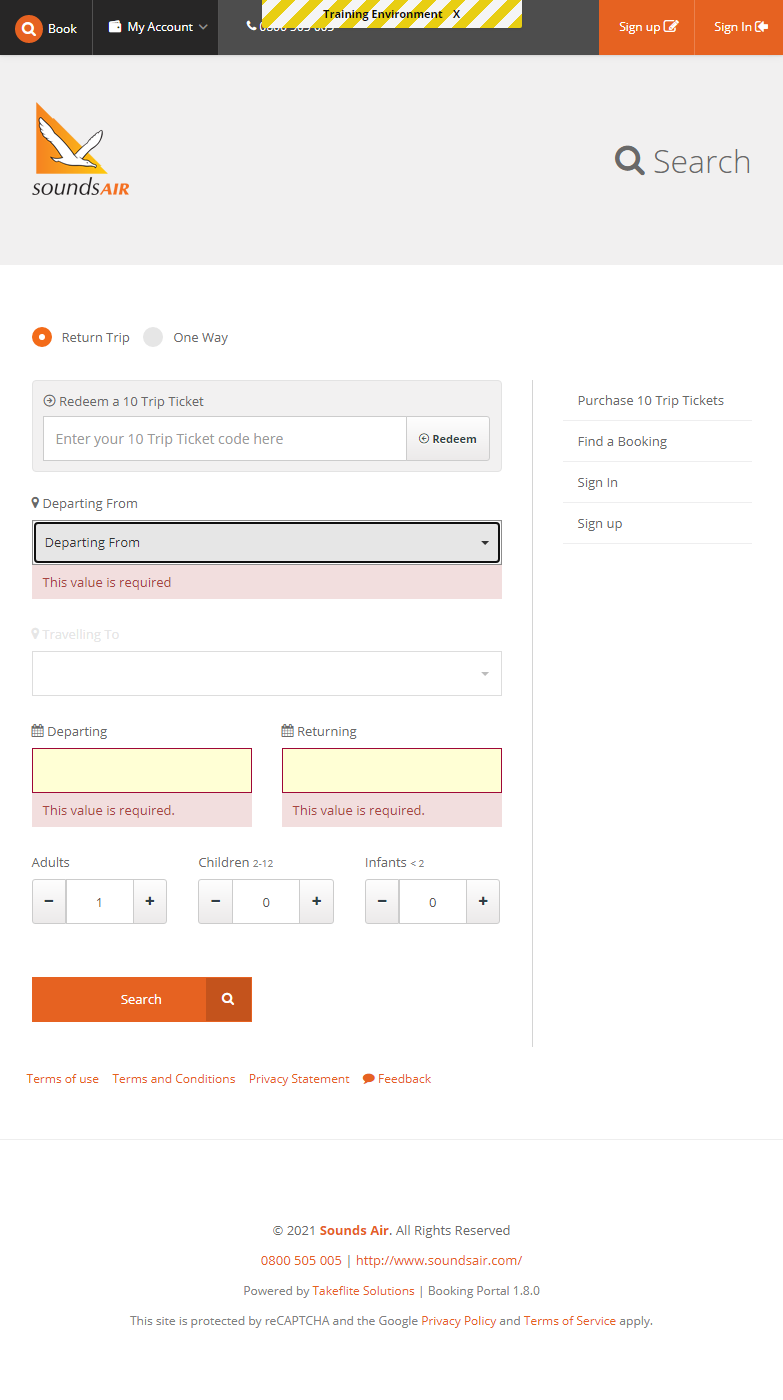 Book
My Account
0800 505 005
Training Environment X
Sign up
Sign In
soundsAIR
Search
Return Trip
One Way
Redeem a 10 Trip Ticket
Enter your 10 Trip Ticket code here
Redeem
Departing From
Departing From
This value is required
Travelling To
Departing
Returning
This value is required.
This value is required.
Adults
Children 2-12
Infants < 2
− 1 +
− 0 +
− 0 +
Search
Purchase 10 Trip Tickets
Find a Booking
Sign In
Sign up
Terms of use
Terms and Conditions
Privacy Statement
Feedback
© 2021 Sounds Air. All Rights Reserved
0800 505 005 | http://www.soundsair.com/
Powered by Takeflite Solutions | Booking Portal 1.8.0
This site is protected by reCAPTCHA and the Google Privacy Policy and Terms of Service apply.